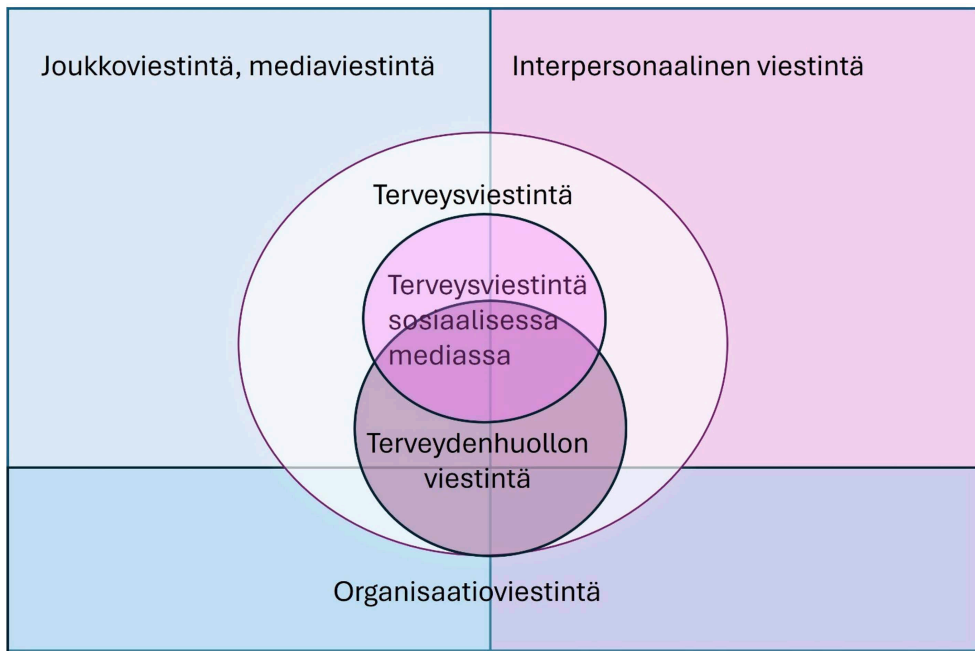 Joukkoviestintä, mediaviestintä
Interpersonaalinen viestintä
Terveysviestintä
Terveysviestintä
sosiaalisessa
mediassa
Terveydenhuollon
viestintä
Organisaatioviestintä